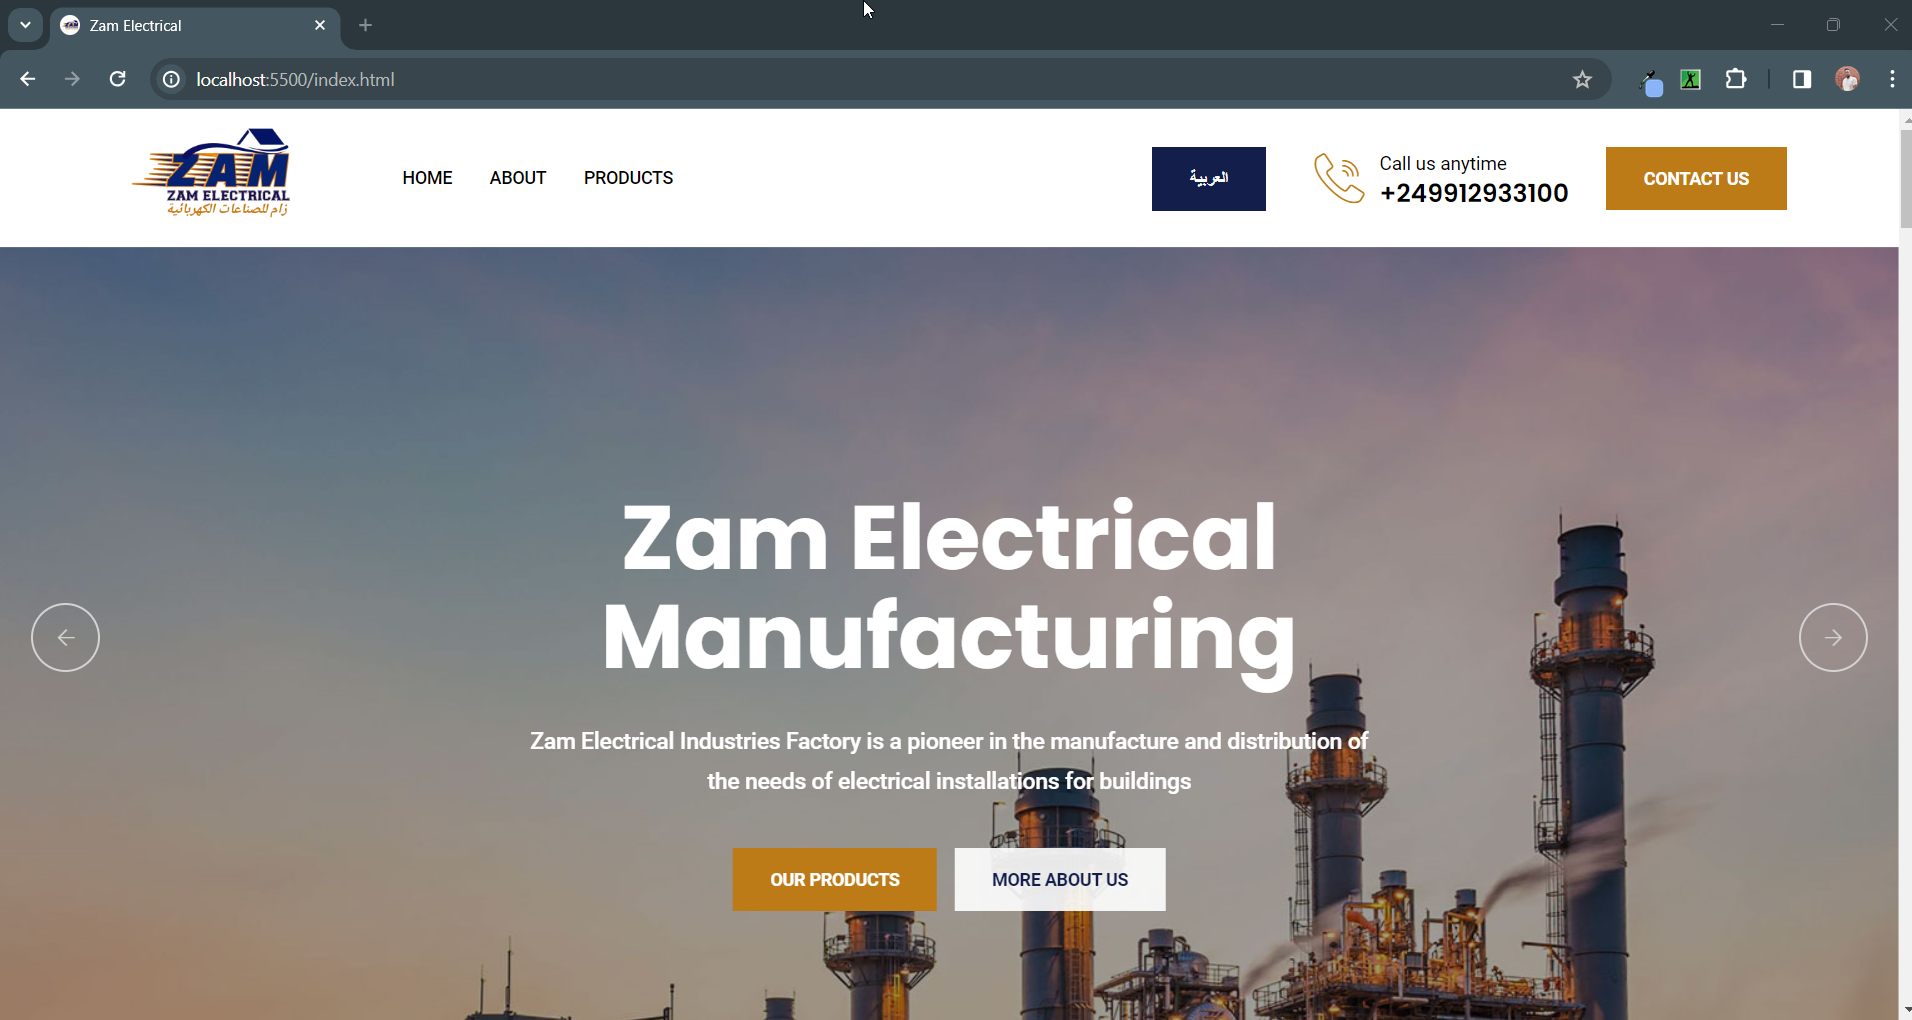 Zam Electrical
localhost:5500/index.html
ZAM
ZAM ELECTRICAL
زام للصناعات الكهربائية
HOME
ABOUT
PRODUCTS
العربية
Call us anytime
+249912933100
CONTACT US
Zam Electrical
Manufacturing
Zam Electrical Industries Factory is a pioneer in the manufacture and distribution of
the needs of electrical installations for buildings
OUR PRODUCTS
MORE ABOUT US